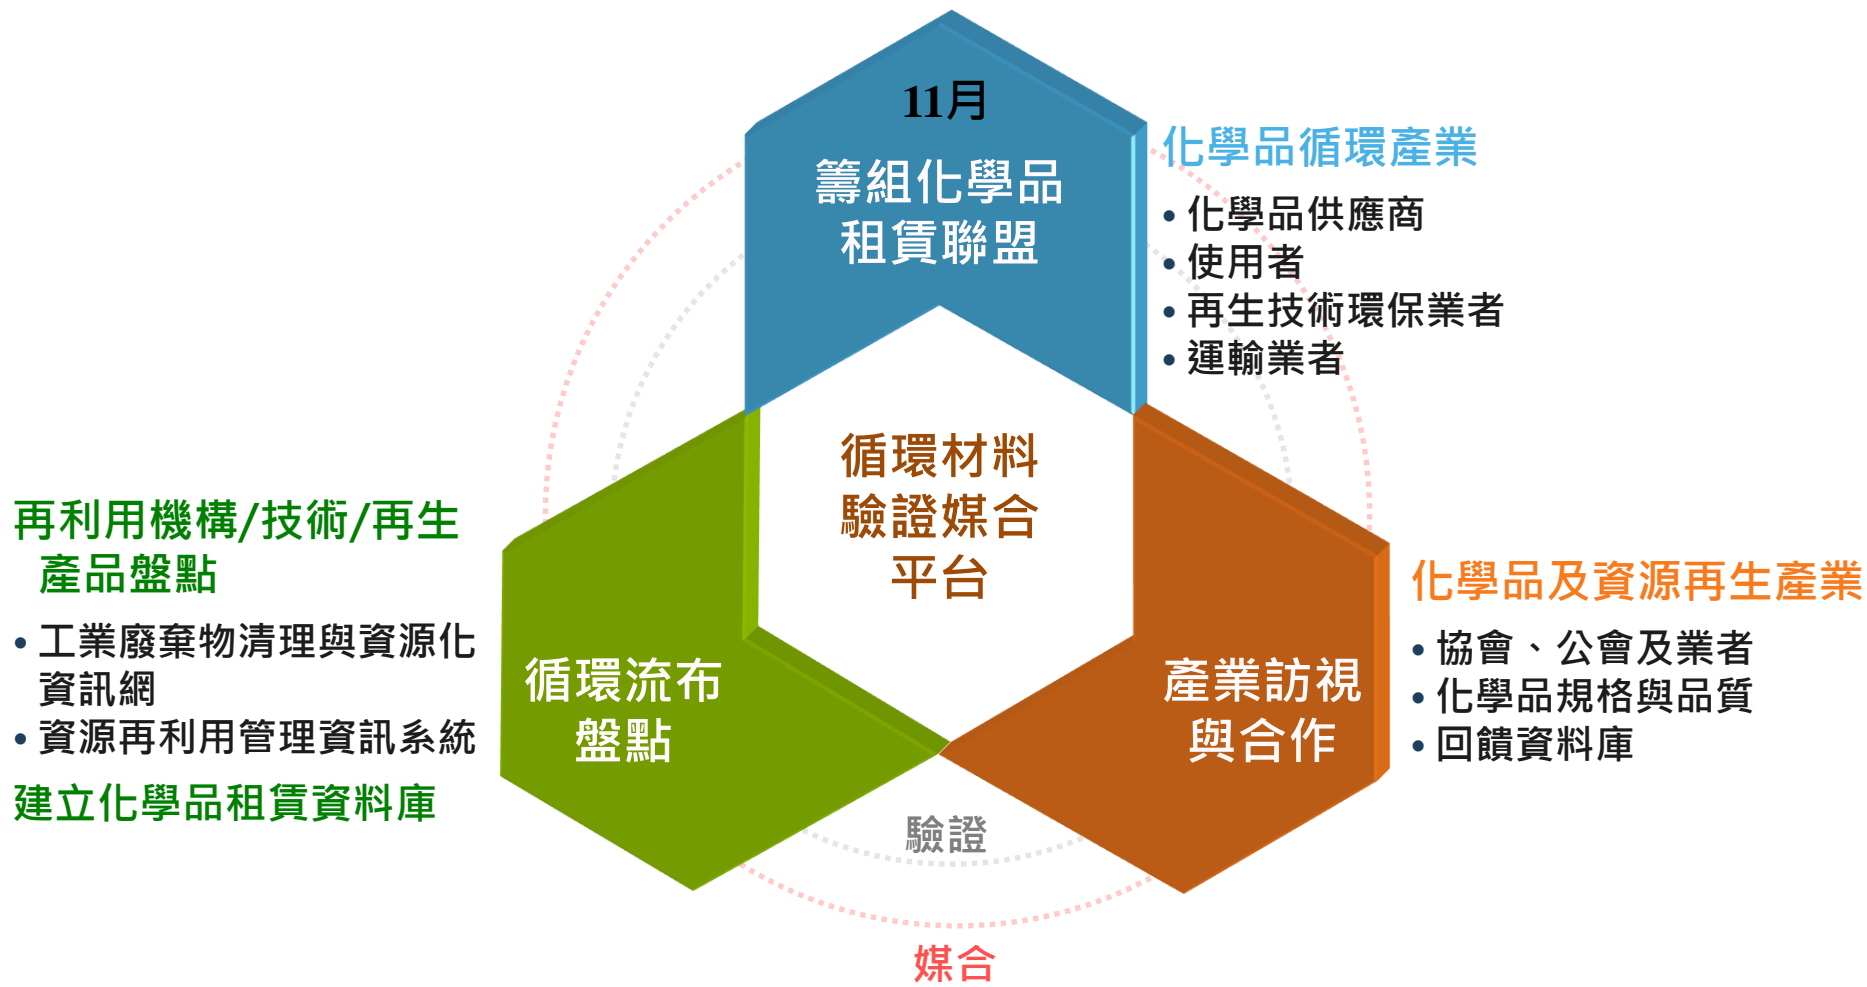 11月
籌組化學品
租賃聯盟
化學品循環產業
• 化學品供應商
• 使用者
• 再生技術環保業者
• 運輸業者
循環材料
驗證媒合
平台
再利用機構/技術/再生
產品盤點
• 工業廢棄物清理與資源化
資訊網
• 資源再利用管理資訊系統
建立化學品租賃資料庫
循環流布
盤點
產業訪視
與合作
化學品及資源再生產業
• 協會、公會及業者
• 化學品規格與品質
• 回饋資料庫
驗證
媒合